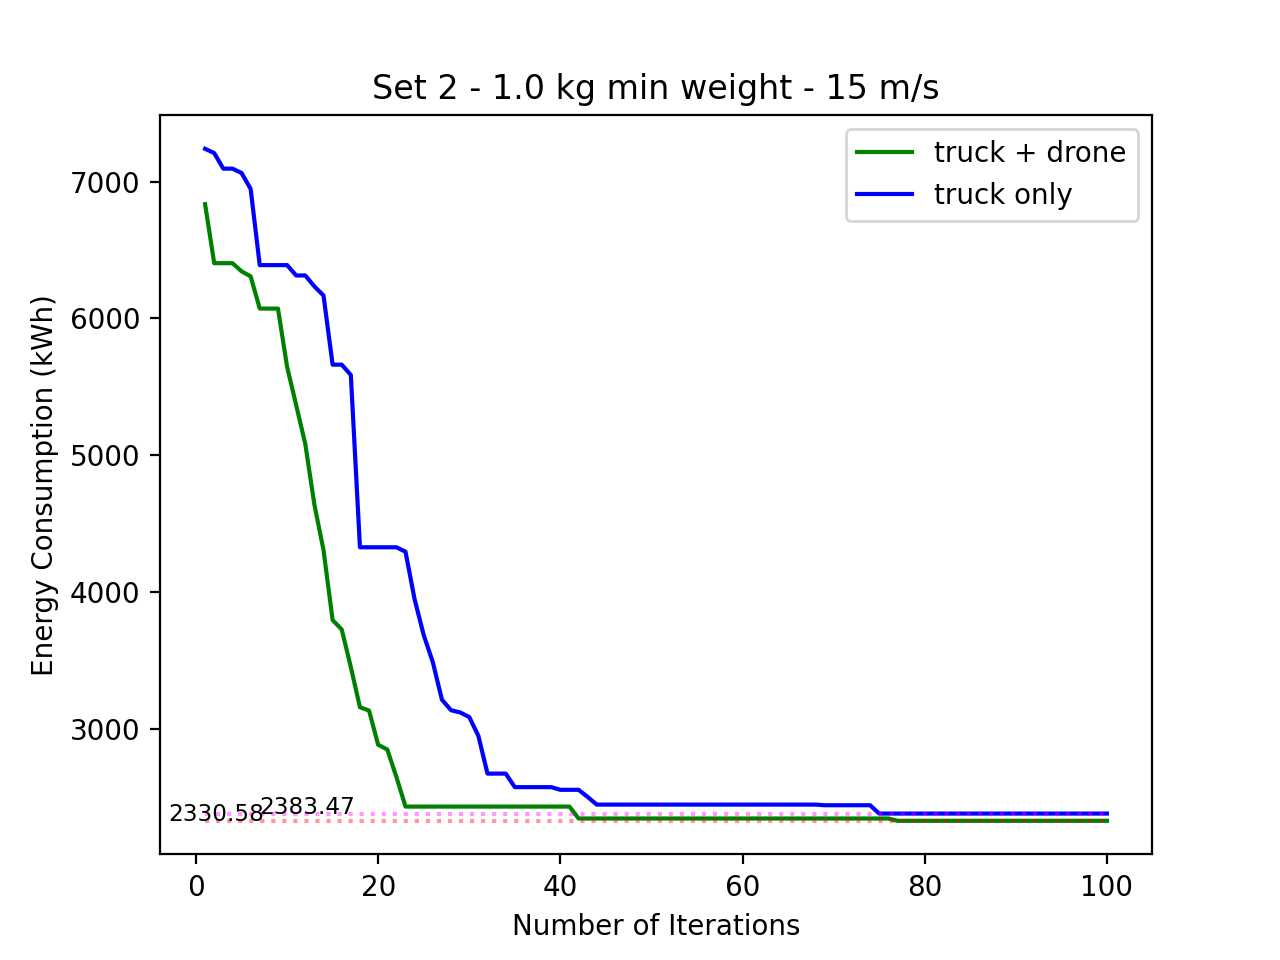 Set 2 - 1.0 kg min weight - 15 m/s
truck + drone
truck only
Energy Consumption (kWh)
7000
6000
5000
4000
3000
2330.58
2383.47
0 20 40 60 80 100
Number of Iterations